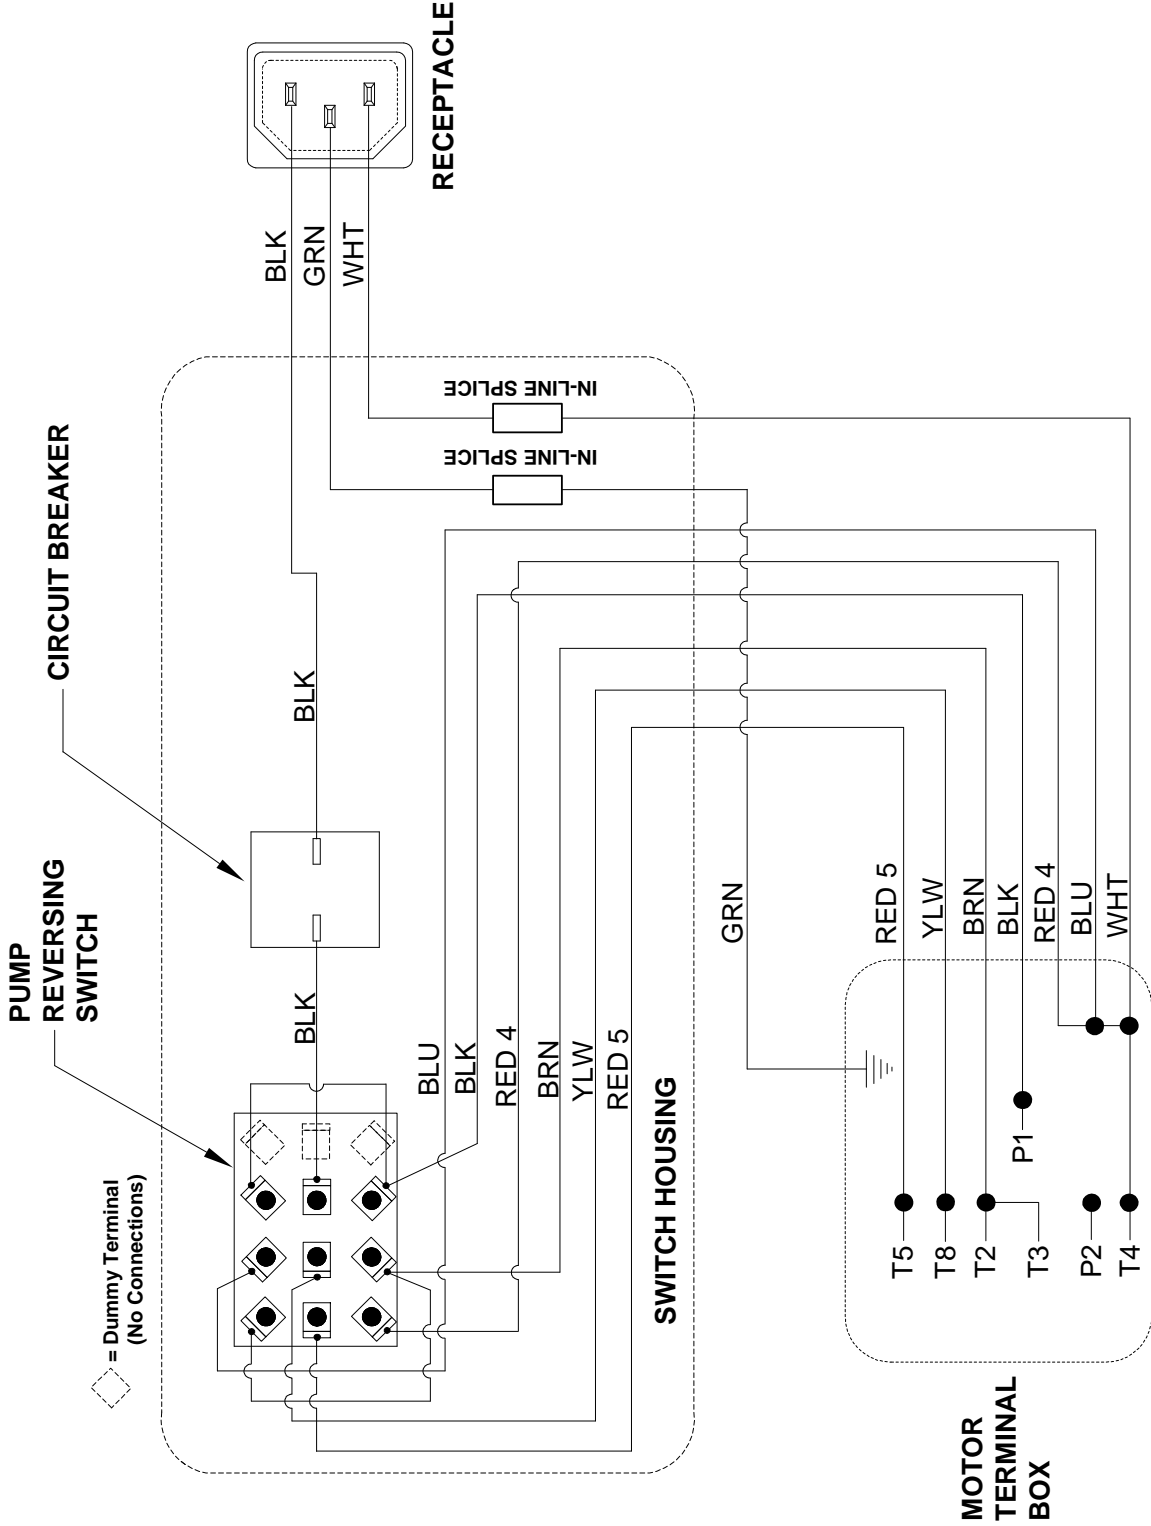 PUMP
REVERSING
SWITCH
CIRCUIT BREAKER
= Dummy Terminal
(No Connections)
BLK
BLK
BLK
GRN
WHT
RECEPTACLE
IN-LINE SPLICE
IN-LINE SPLICE
BLU
BLK
RED 4
BRN
YLW
RED 5
SWITCH HOUSING
GRN
RED 5
YLW
BRN
BLK
RED 4
BLU
WHT
T5
T8
T2
T3
P1
P2
T4
MOTOR
TERMINAL
BOX